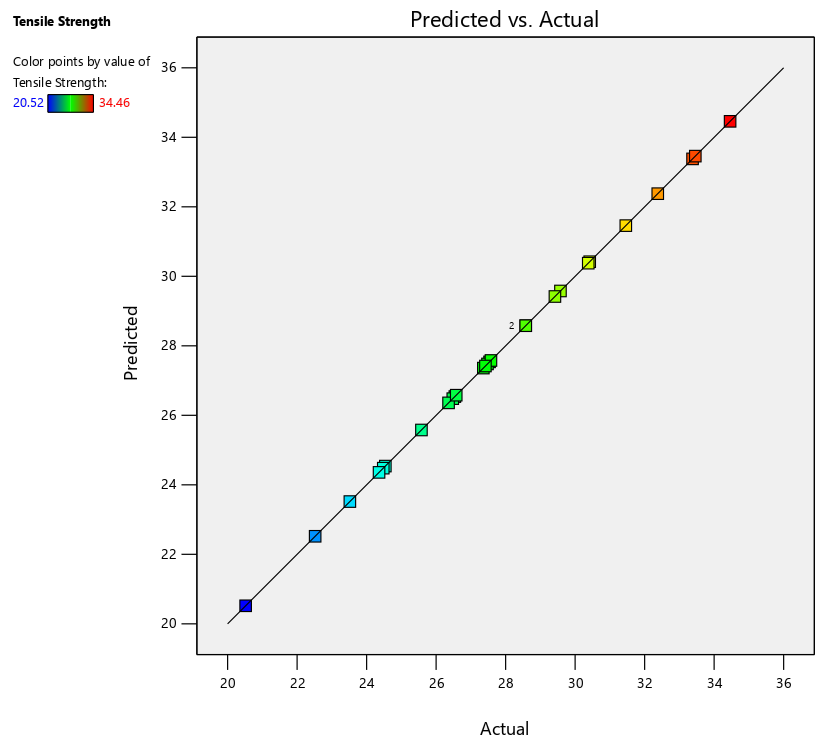 Tensile Strength
Color points by value of
Tensile Strength:
20.52 34.46
Predicted vs. Actual
36
34
32
30
28
26
24
22
20
2
Predicted
20 22 24 26 28 30 32 34 36
Actual